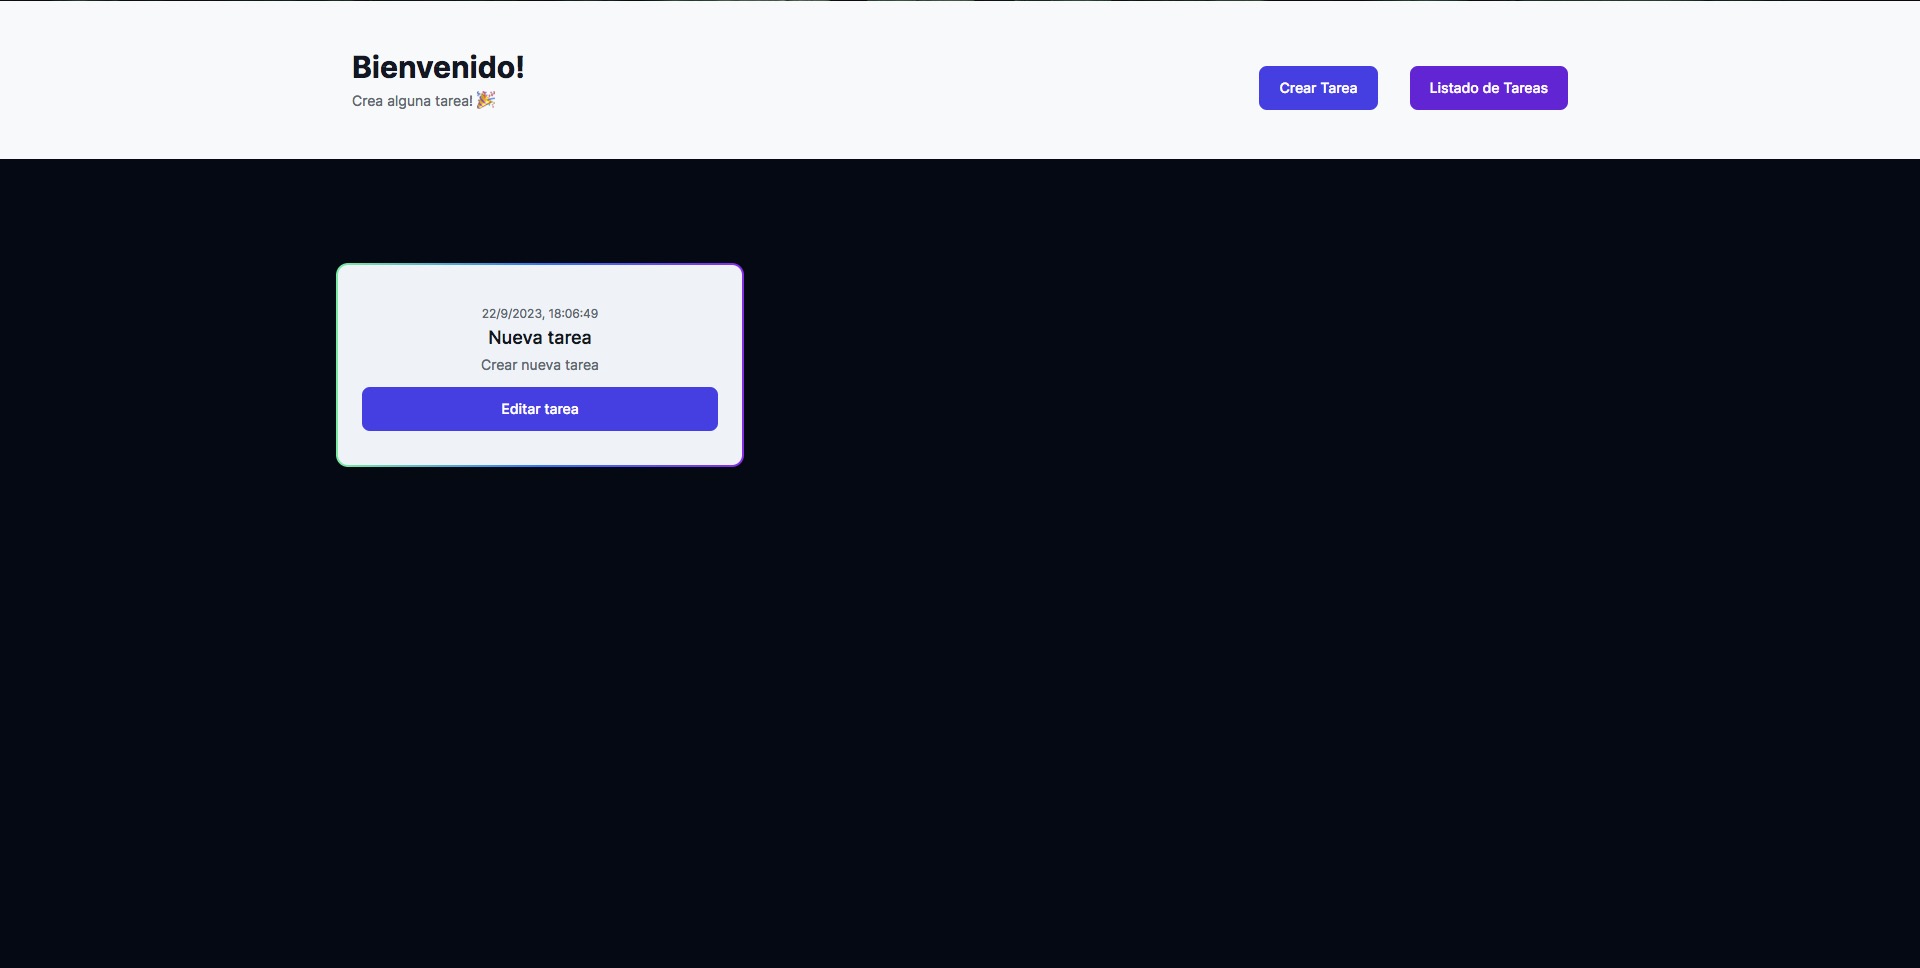 Bienvenido!
Crea alguna tarea! 🎉
Crear Tarea
Listado de Tareas
22/9/2023, 18:06:49
Nueva tarea
Crear nueva tarea
Editar tarea